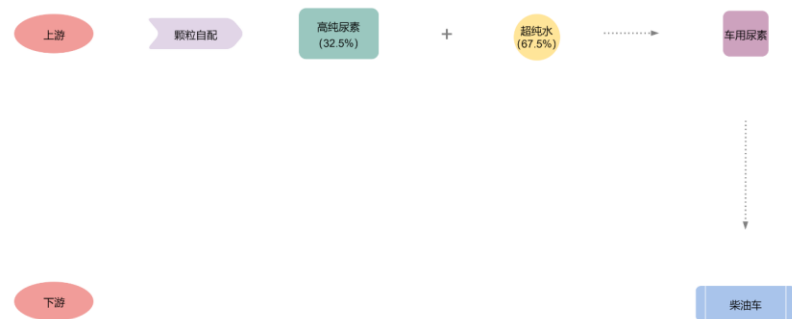 上游
颗粒自配
高纯尿素
(32.5%)
+
超纯水
(67.5%)
车用尿素
下游
柴油车